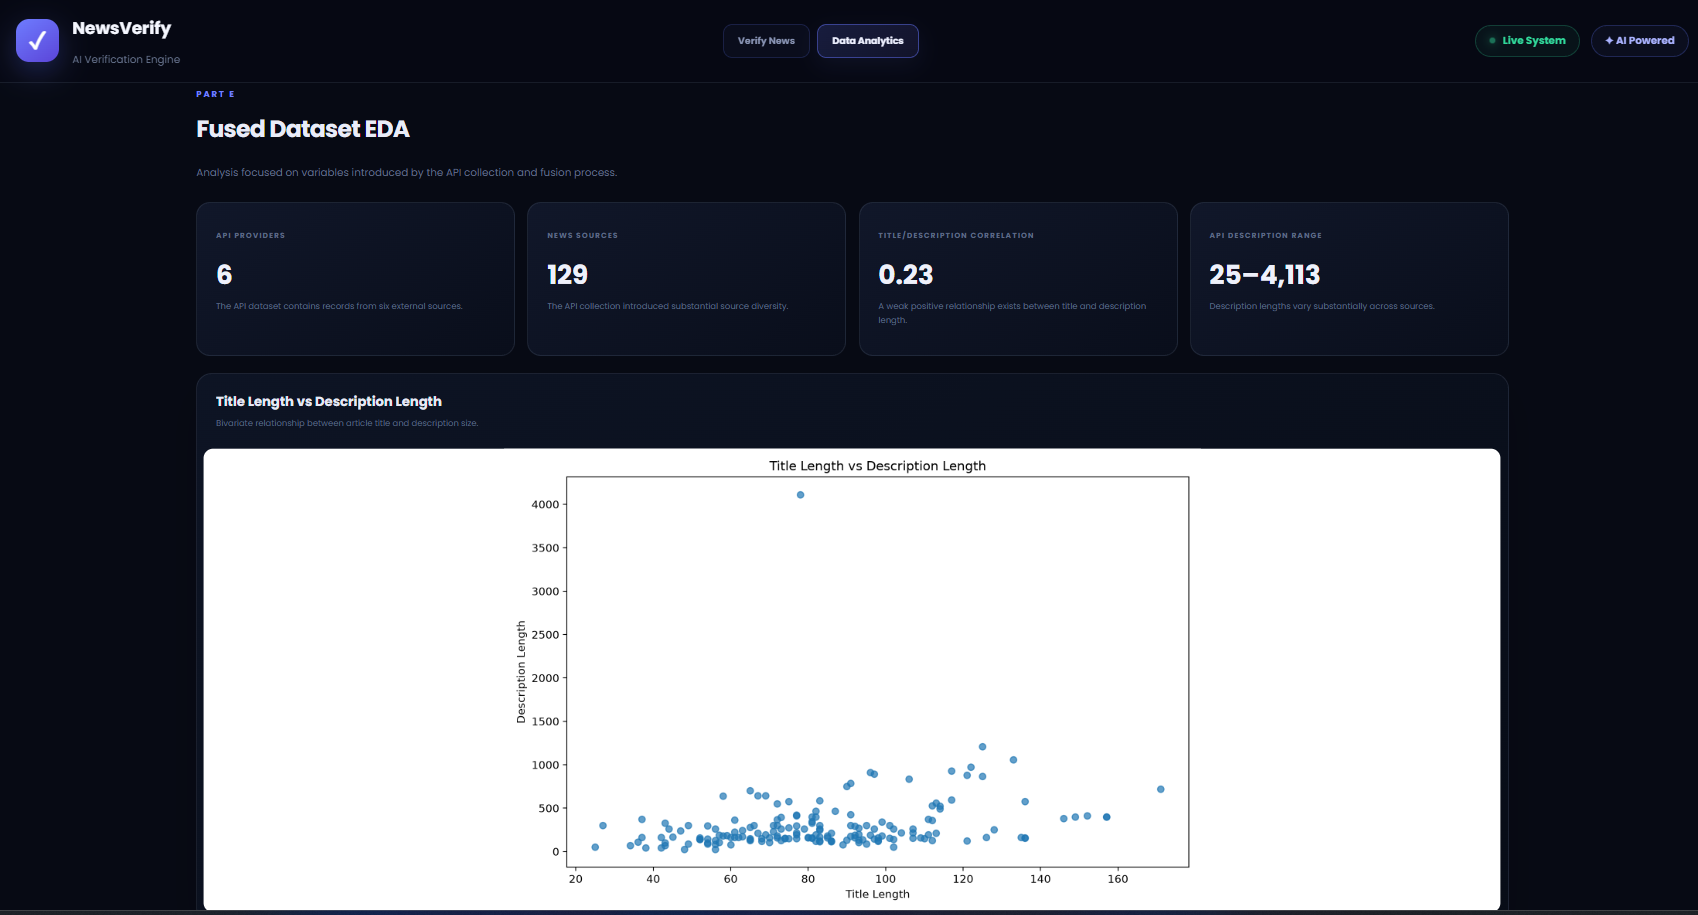 NewsVerify
AI Verification Engine
Verify News
Data Analytics
Live System
✦ AI Powered
PART E
Fused Dataset EDA
Analysis focused on variables introduced by the API collection and fusion process.
API PROVIDERS
6
The API dataset contains records from six external sources.
NEWS SOURCES
129
The API collection introduced substantial source diversity.
TITLE/DESCRIPTION CORRELATION
0.23
A weak positive relationship exists between title and description
length.
API DESCRIPTION RANGE
25–4,113
Description lengths vary substantially across sources.
Title Length vs Description Length
Bivariate relationship between article title and description size.
Title Length vs Description Length
4000
3500
3000
2500
2000
1500
1000
500
0
Description Length
20 40 60 80 100 120 140 160
Title Length